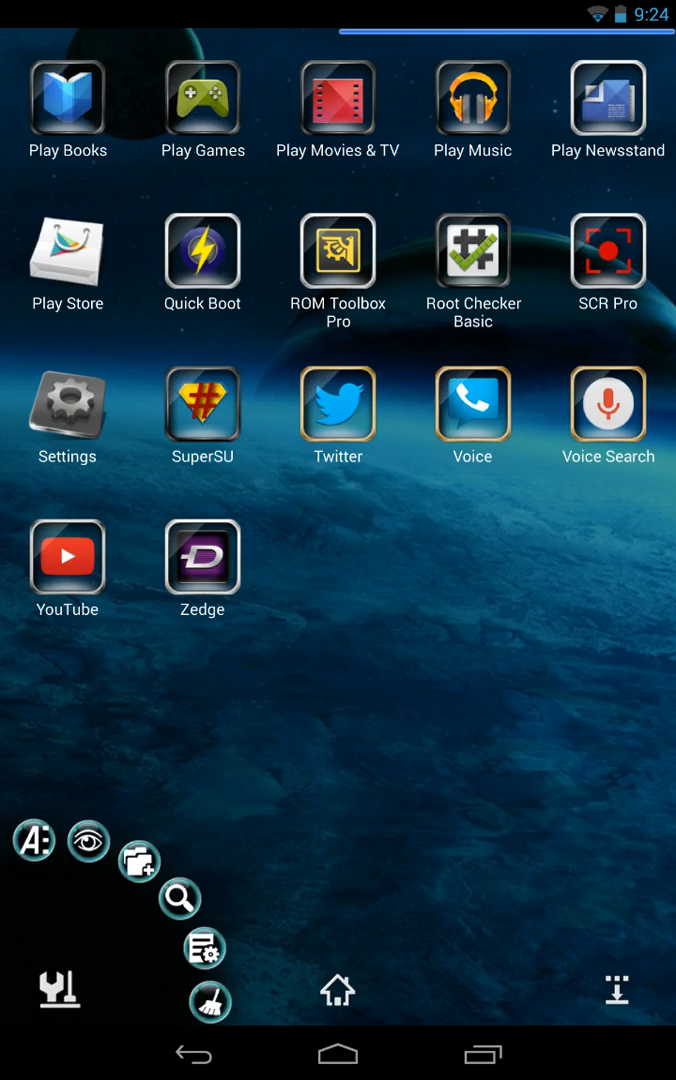 9:24
Play Books
Play Games
Play Movies & TV
Play Music
Play Newsstand
Play Store
Quick Boot
ROM Toolbox
Pro
Root Checker
Basic
SCR Pro
Settings
SuperSU
Twitter
Voice
Voice Search
YouTube
Zedge
A